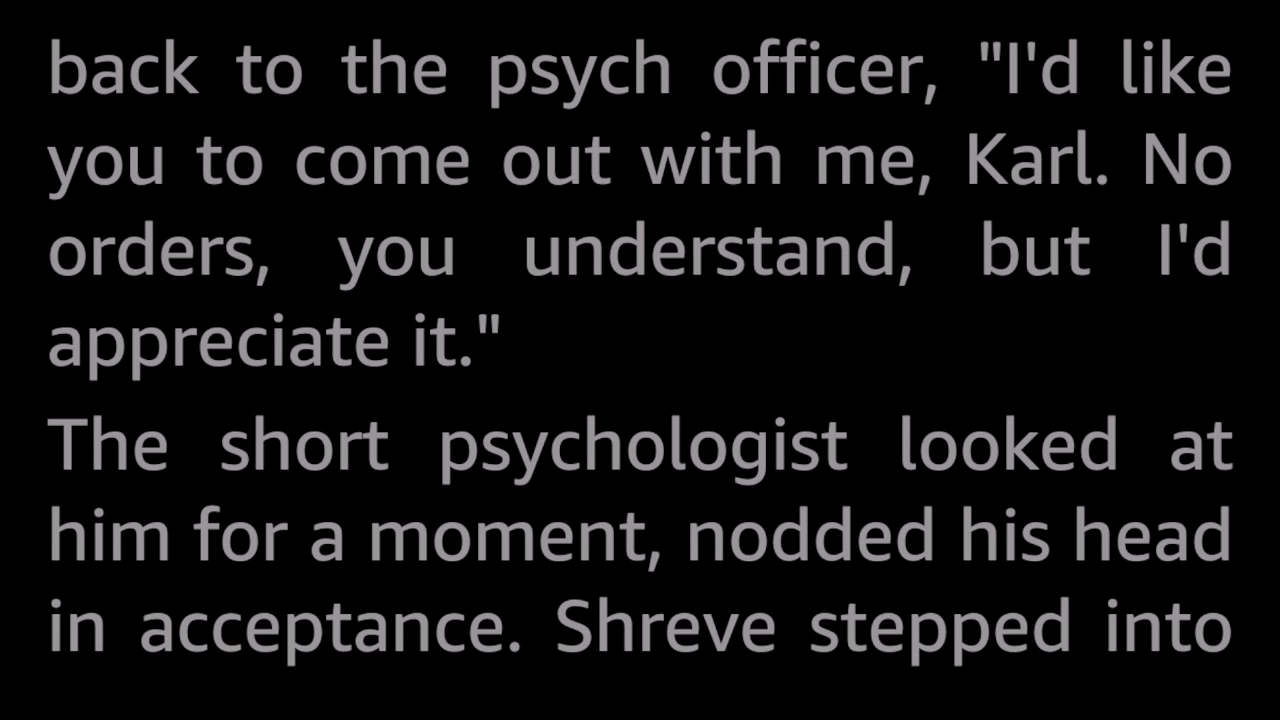 back to the psych officer, "I'd like
you to come out with me, Karl. No
orders, you understand, but I'd
appreciate it."
The short psychologist looked at
him for a moment, nodded his head
in acceptance. Shreve stepped into